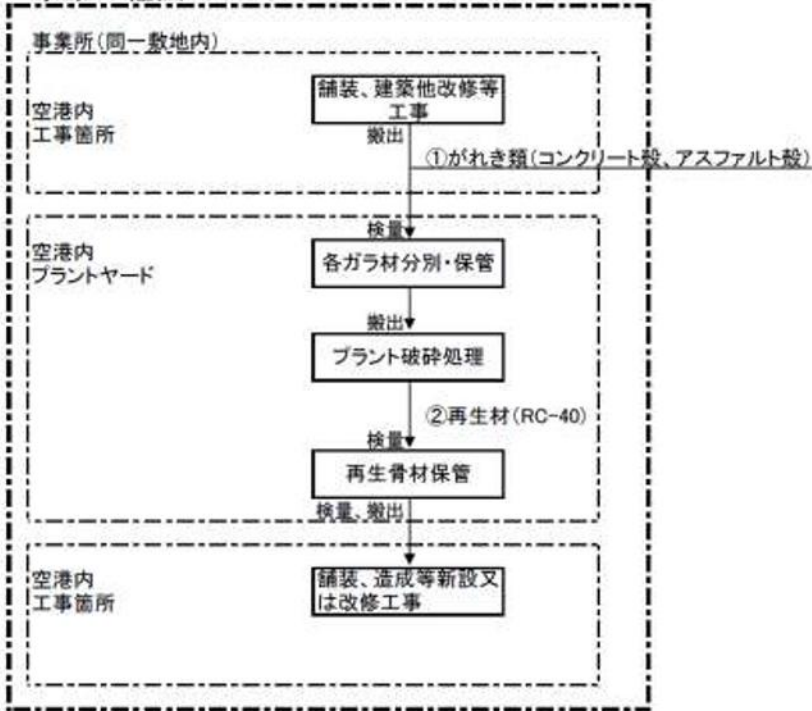 事業所(同一敷地内)
空港内
工事箇所
舗装、建築他改修等
工事
搬出
①がれき類(コンクリート殻、アスファルト殻)
検量
空港内
プラントヤード
各ガラ材分別・保管
搬出
プラント破砕処理
②再生材(RC-40)
検量
再生骨材保管
検量、搬出
空港内
工事箇所
舗装、造成等新設又
は改修工事